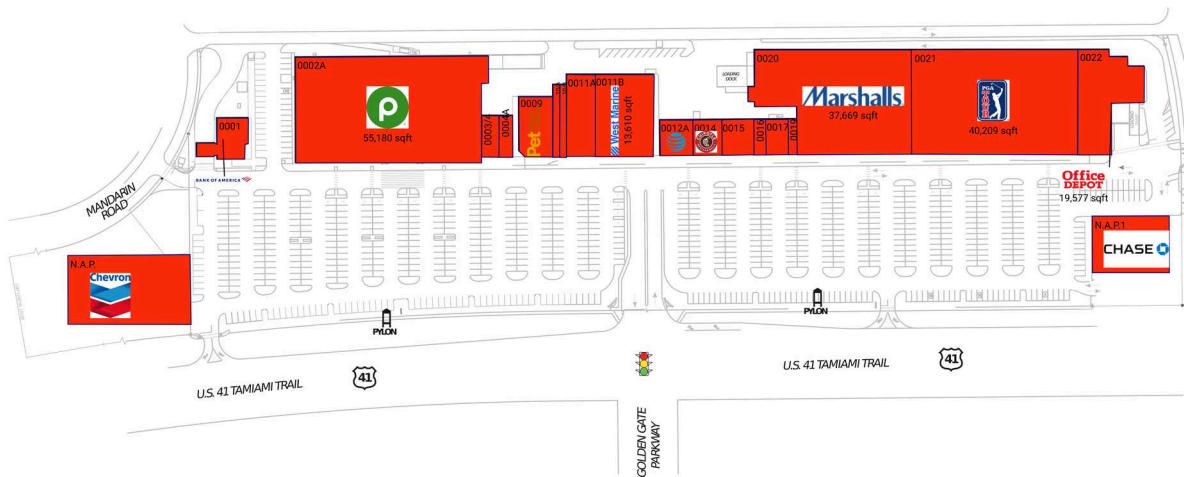 0020
0021
0022
0002A
0011A
0011B
LOADING
DOCK
PGA
TOUR
Marshalls
37,669 sqft
40,209 sqft
0009
0001
55,180 sqft
0003/4
0004A
Pet
West Marine
13,610 sqft
0012A
0014
0015
0016
0017
0019
BANK OF AMERICA
Office
DEPOT
19,577 sqft
MANDARIN
ROAD
N.A.P.1
CHASE
N.A.P.
Chevron
PYLON
PYLON
U.S. 41 TAMIAMI TRAIL
41
U.S. 41 TAMIAMI TRAIL
41
GOLDEN GATE
PARKWAY